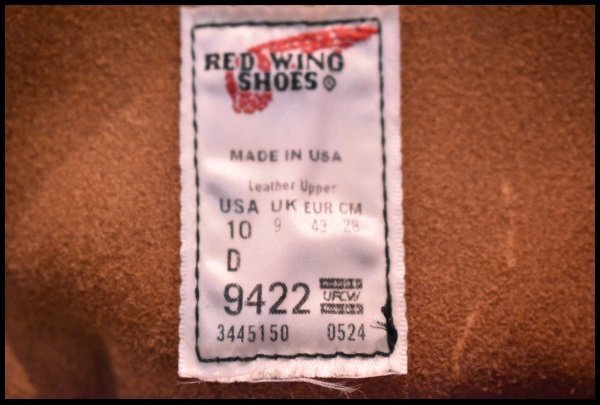 RED WING
SHOES
MADE IN USA
Leather Upper
USA UK EUR CM
10 9 43 28
D
9422 UFCW
3445150 0524